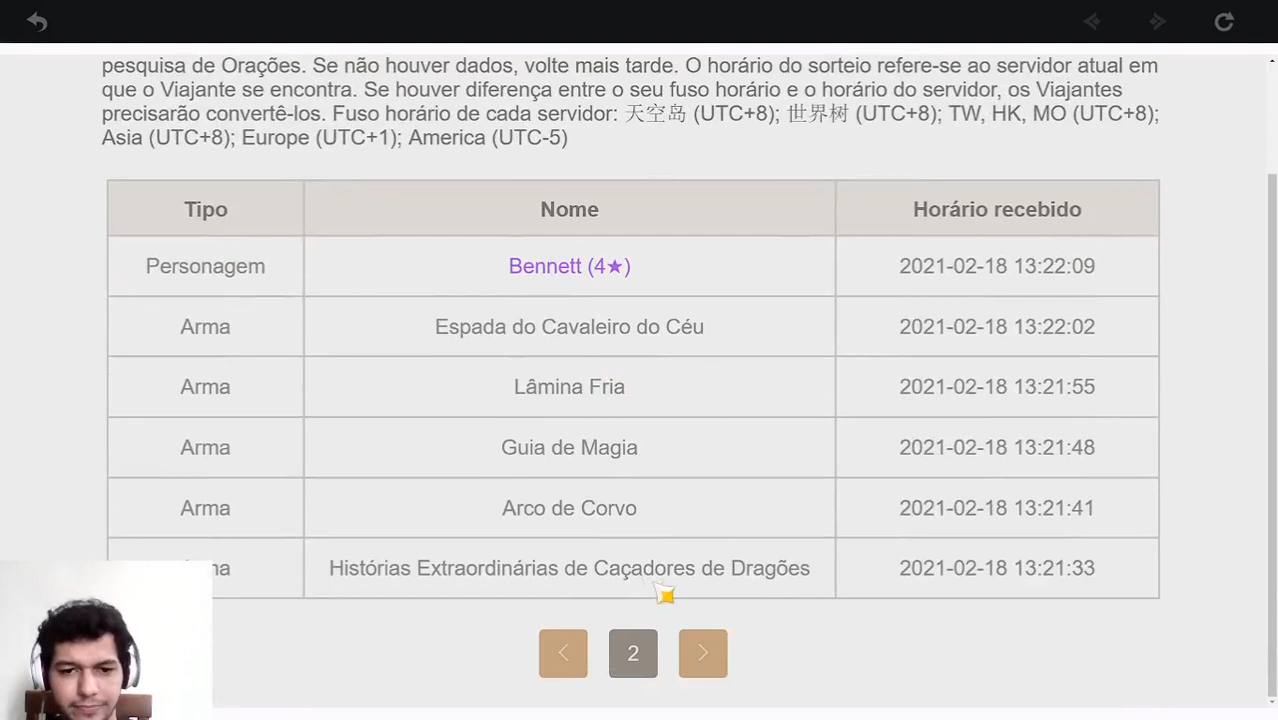 pesquisa de Orações. Se não houver dados, volte mais tarde. O horário do sorteio refere-se ao servidor atual em
que o Viajante se encontra. Se houver diferença entre o seu fuso horário e o horário do servidor, os Viajantes
precisarão convertê-los. Fuso horário de cada servidor: 天空岛 (UTC+8); 世界树 (UTC+8); TW, HK, MO (UTC+8);
Asia (UTC+8); Europe (UTC+1); America (UTC-5)
Tipo Nome Horário recebido
Personagem Bennett (4★) 2021-02-18 13:22:09
Arma Espada do Cavaleiro do Céu 2021-02-18 13:22:02
Arma Lâmina Fria 2021-02-18 13:21:55
Arma Guia de Magia 2021-02-18 13:21:48
Arma Arco de Corvo 2021-02-18 13:21:41
ma Histórias Extraordinárias de Caçadores de Dragões 2021-02-18 13:21:33
2